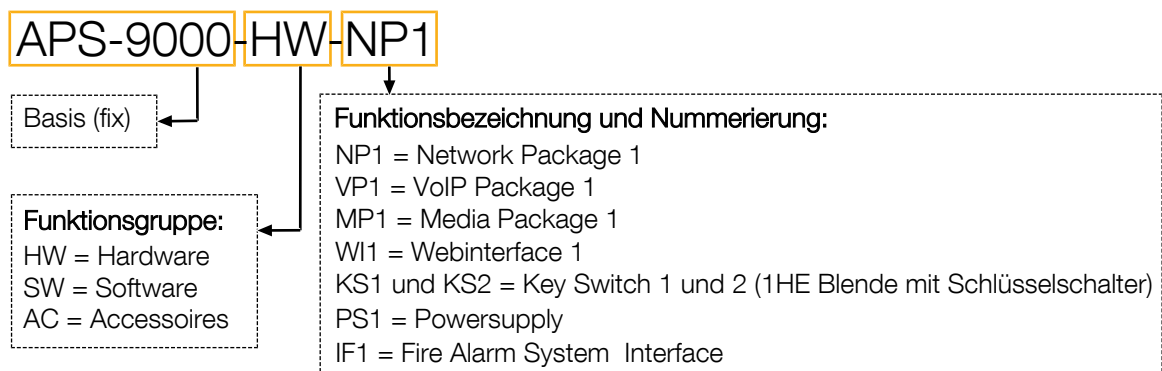 APS-9000-HW-NP1
Basis (fix)
Funktionsgruppe:
HW = Hardware
SW = Software
AC = Accessoires
Funktionsbezeichnung und Nummerierung:
NP1 = Network Package 1
VP1 = VoIP Package 1
MP1 = Media Package 1
WI1 = Webinterface 1
KS1 und KS2 = Key Switch 1 und 2 (1HE Blende mit Schlüsselschalter)
PS1 = Powersupply
IF1 = Fire Alarm System Interface